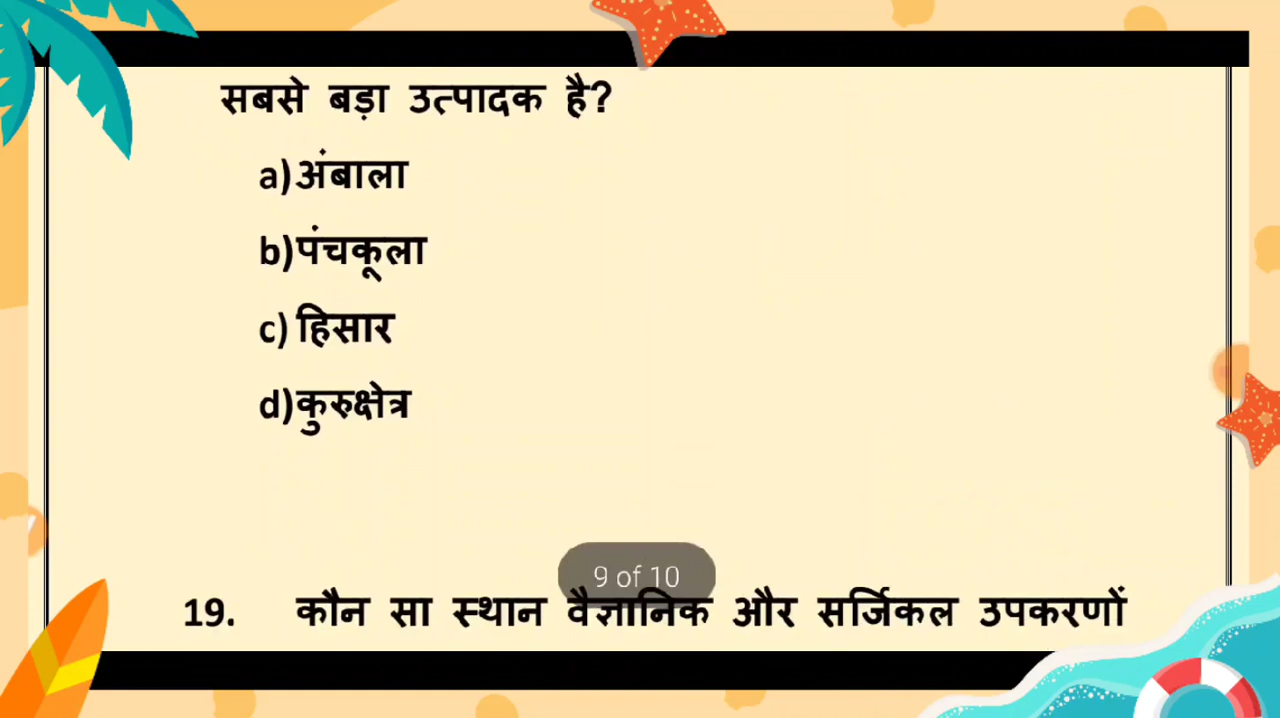 सबसे बड़ा उत्पादक है?
a)अंबाला
b)पंचकूला
c) हिसार
d)कुरुक्षेत्र
9 of 10
19. कौन सा स्थान वैज्ञानिक और सर्जिकल उपकरणों